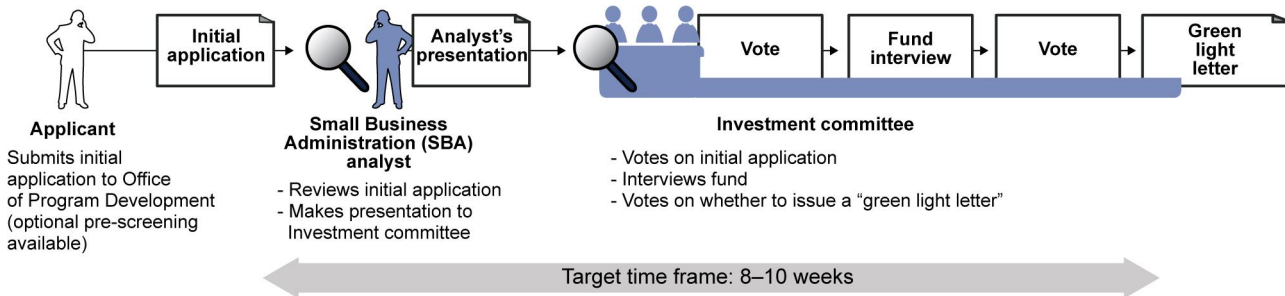 Initial
application
Analyst's
presentation
Vote
Fund
interview
Vote
Green
light
letter
Applicant
Submits initial
application to Office
of Program Development
(optional pre-screening
available)
Small Business
Administration (SBA)
analyst
- Reviews initial application
- Makes presentation to
Investment committee
Investment committee
- Votes on initial application
- Interviews fund
- Votes on whether to issue a “green light letter”
Target time frame: 8–10 weeks